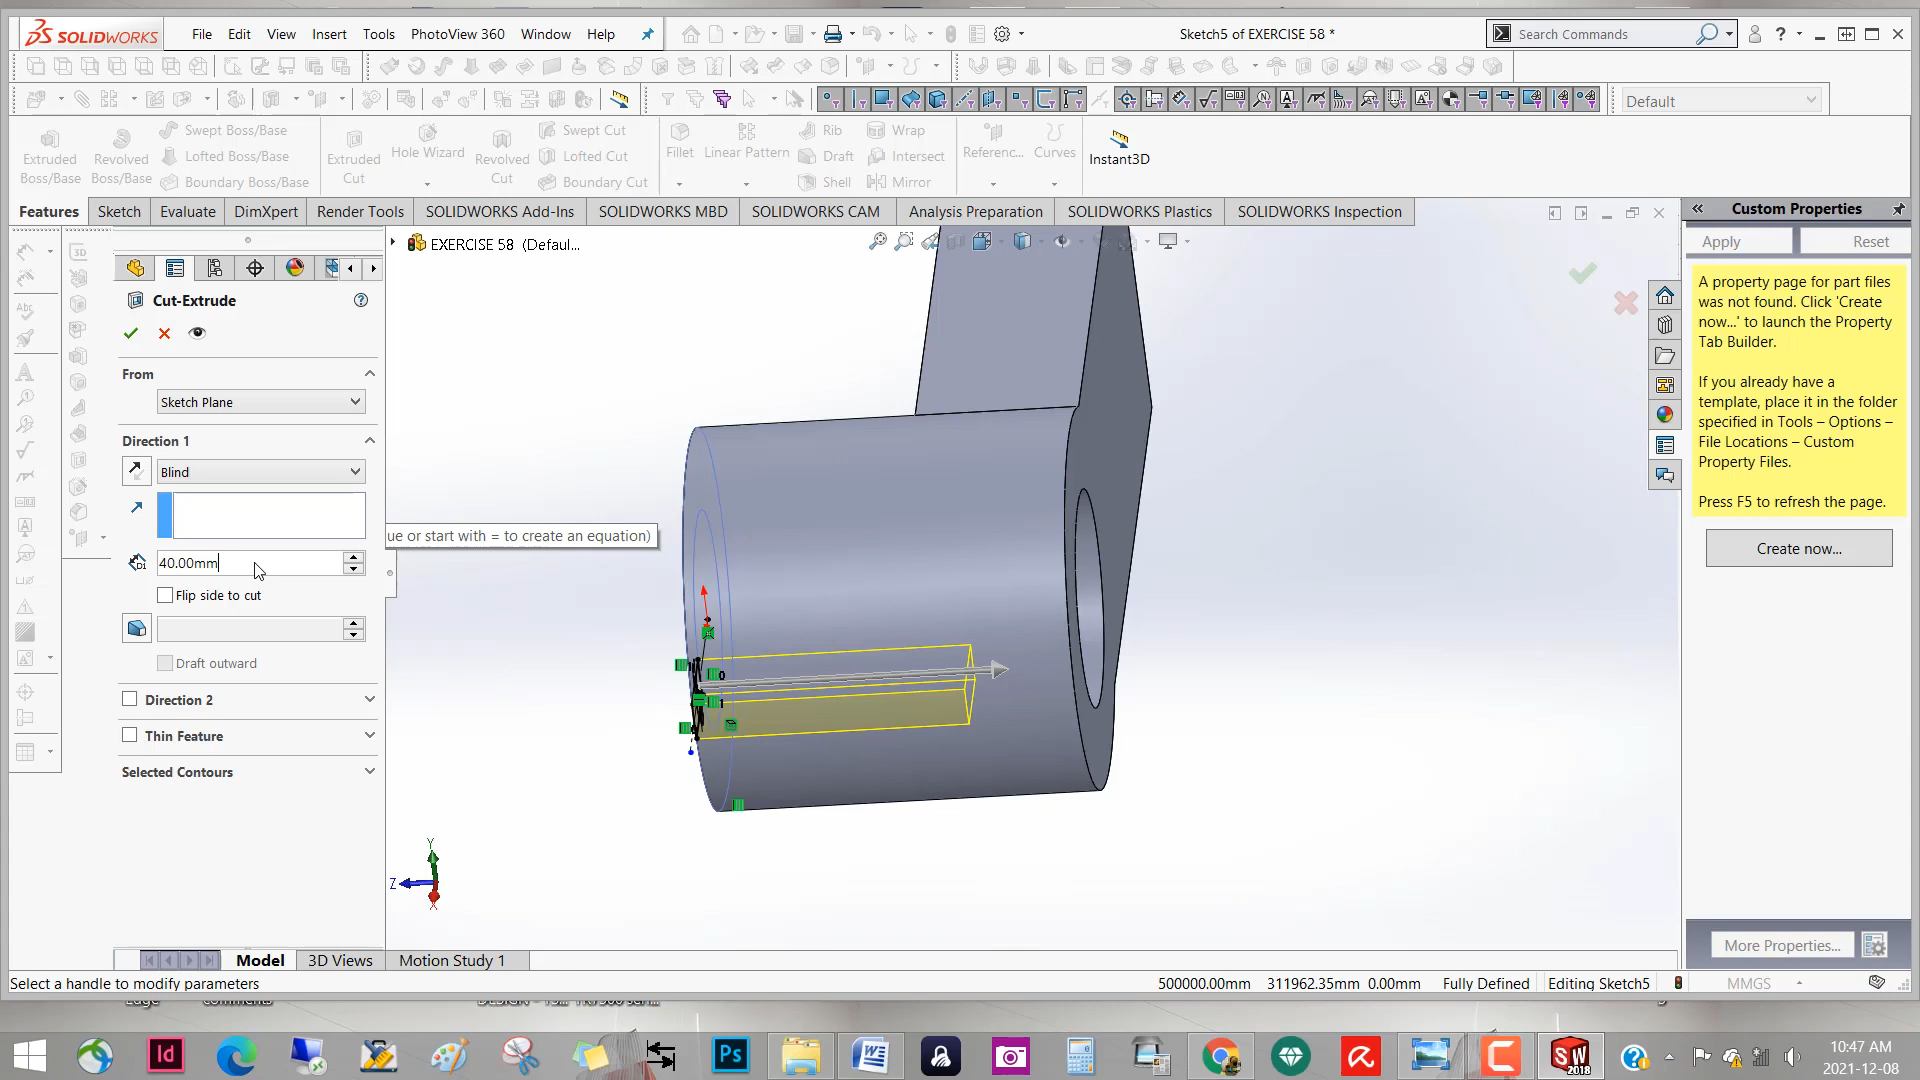 SOLIDWORKS File Edit View Insert Tools PhotoView 360 Window Help Sketch5 of EXERCISE 58 * Search Commands
Default
Extruded Boss/Base
Revolved Boss/Base
Swept Boss/Base
Lofted Boss/Base
Boundary Boss/Base
Extruded Cut
Hole Wizard
Revolved Cut
Swept Cut
Lofted Cut
Boundary Cut
Fillet
Linear Pattern
Rib
Draft
Shell
Wrap
Intersect
Mirror
Referenc...
Curves
Instant3D
Features Sketch Evaluate DimXpert Render Tools SOLIDWORKS Add-Ins SOLIDWORKS MBD SOLIDWORKS CAM Analysis Preparation SOLIDWORKS Plastics SOLIDWORKS Inspection
EXERCISE 58 (Defaul...
Cut-Extrude
From
Sketch Plane
Direction 1
Blind
ue or start with = to create an equation)
40.00mm
Flip side to cut
Draft outward
Direction 2
Thin Feature
Selected Contours
Y
Z
X
Custom Properties
Apply Reset
A property page for part files
was not found. Click 'Create
now...' to launch the Property
Tab Builder.
If you already have a
template, place it in the folder
specified in Tools – Options –
File Locations – Custom
Property Files.
Press F5 to refresh the page.
Create now...
More Properties...
Model 3D Views Motion Study 1
Select a handle to modify parameters 500000.00mm 311962.35mm 0.00mm Fully Defined Editing Sketch5 MMGS
Id Ps W SW 2018
10:47 AM
2021-12-08